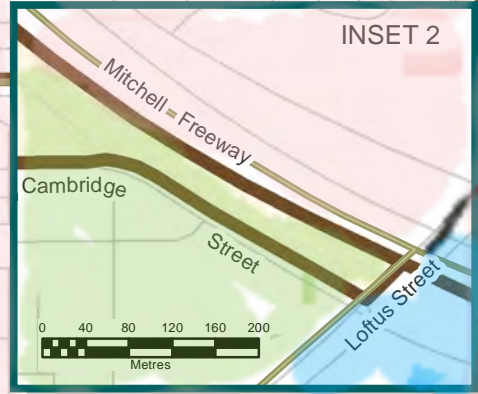 INSET 2
Mitchell Freeway
Cambridge
Street
Loftus Street
0 40 80 120 160 200
Metres